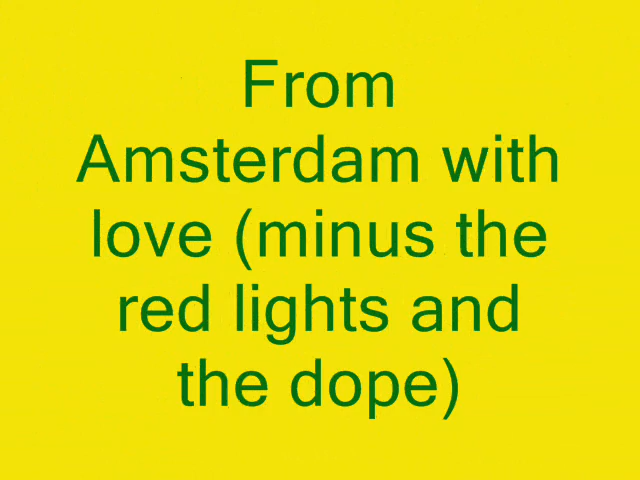 From
Amsterdam with
love (minus the
red lights and
the dope)